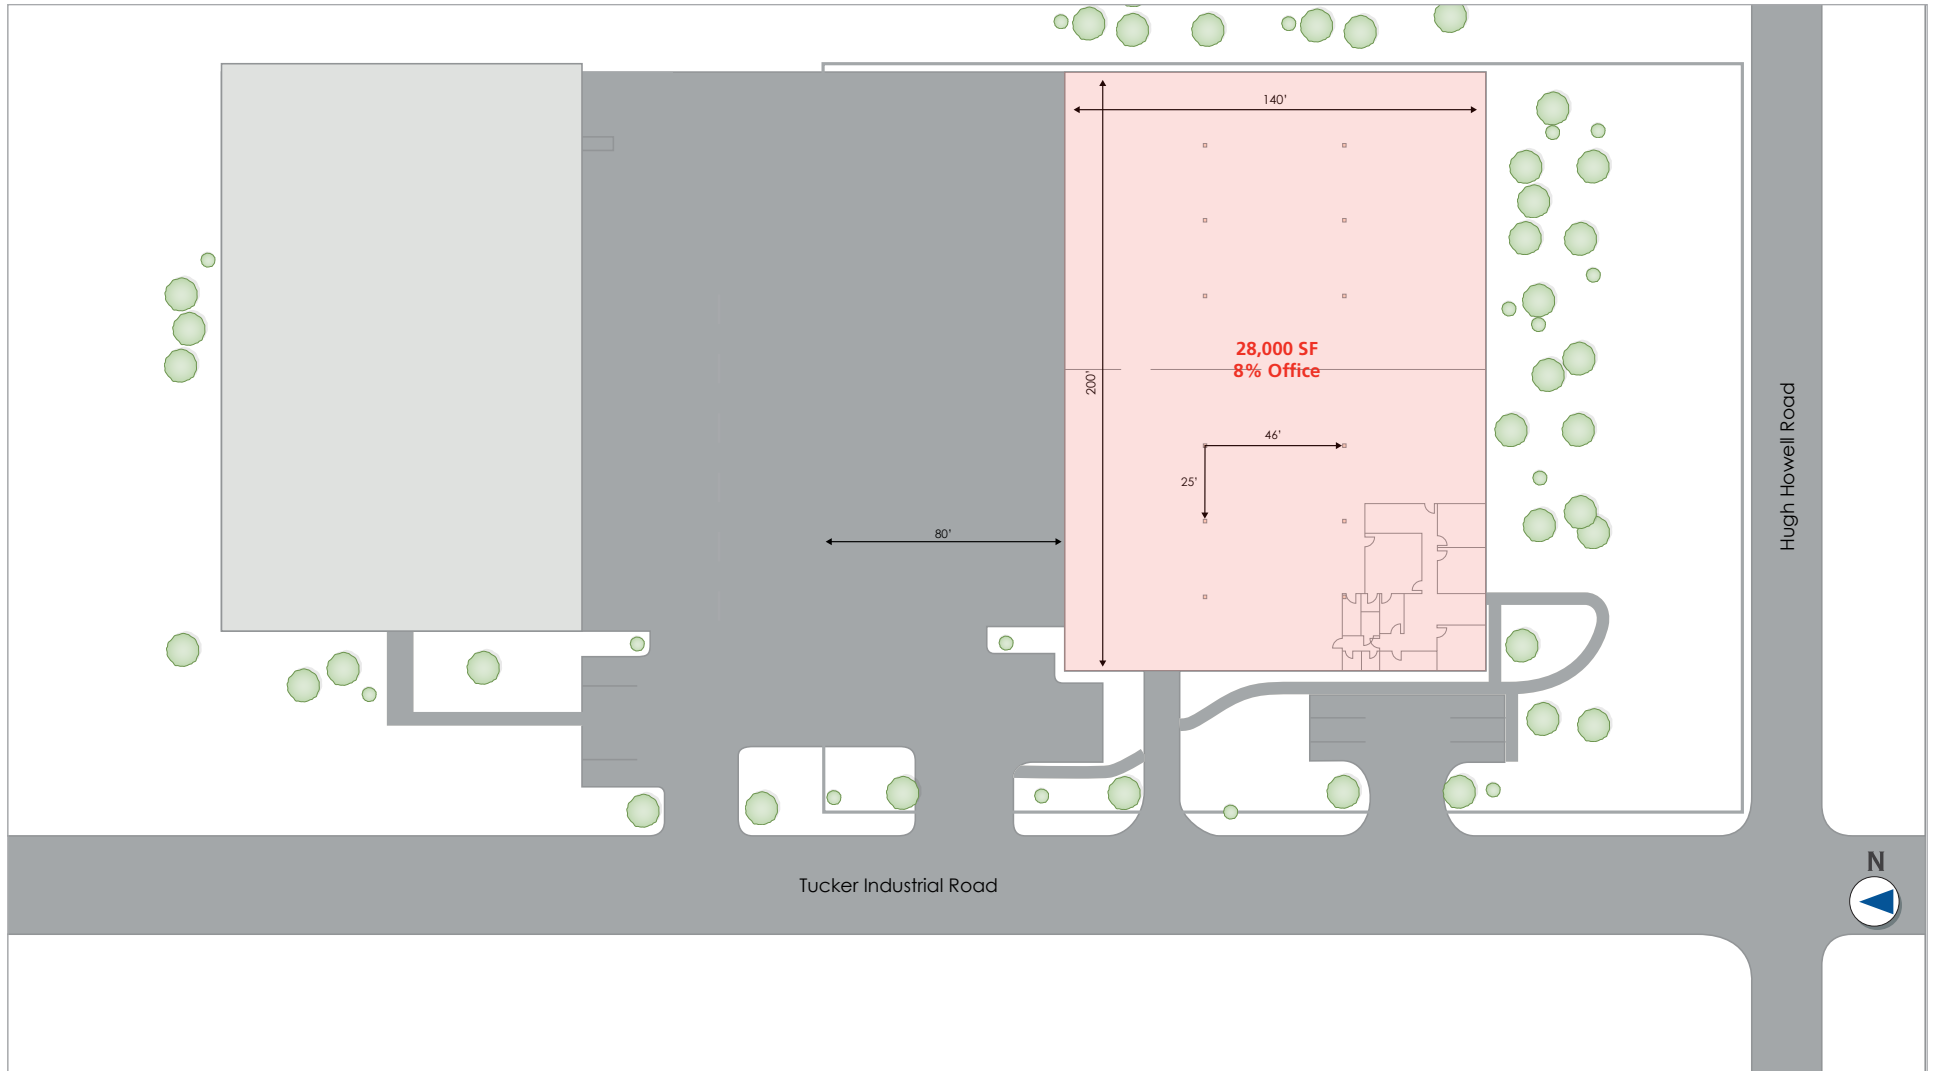 140’
28,000 SF
8% Office
200’
46’
25’
80’
Hugh Howell Road
Tucker Industrial Road
N